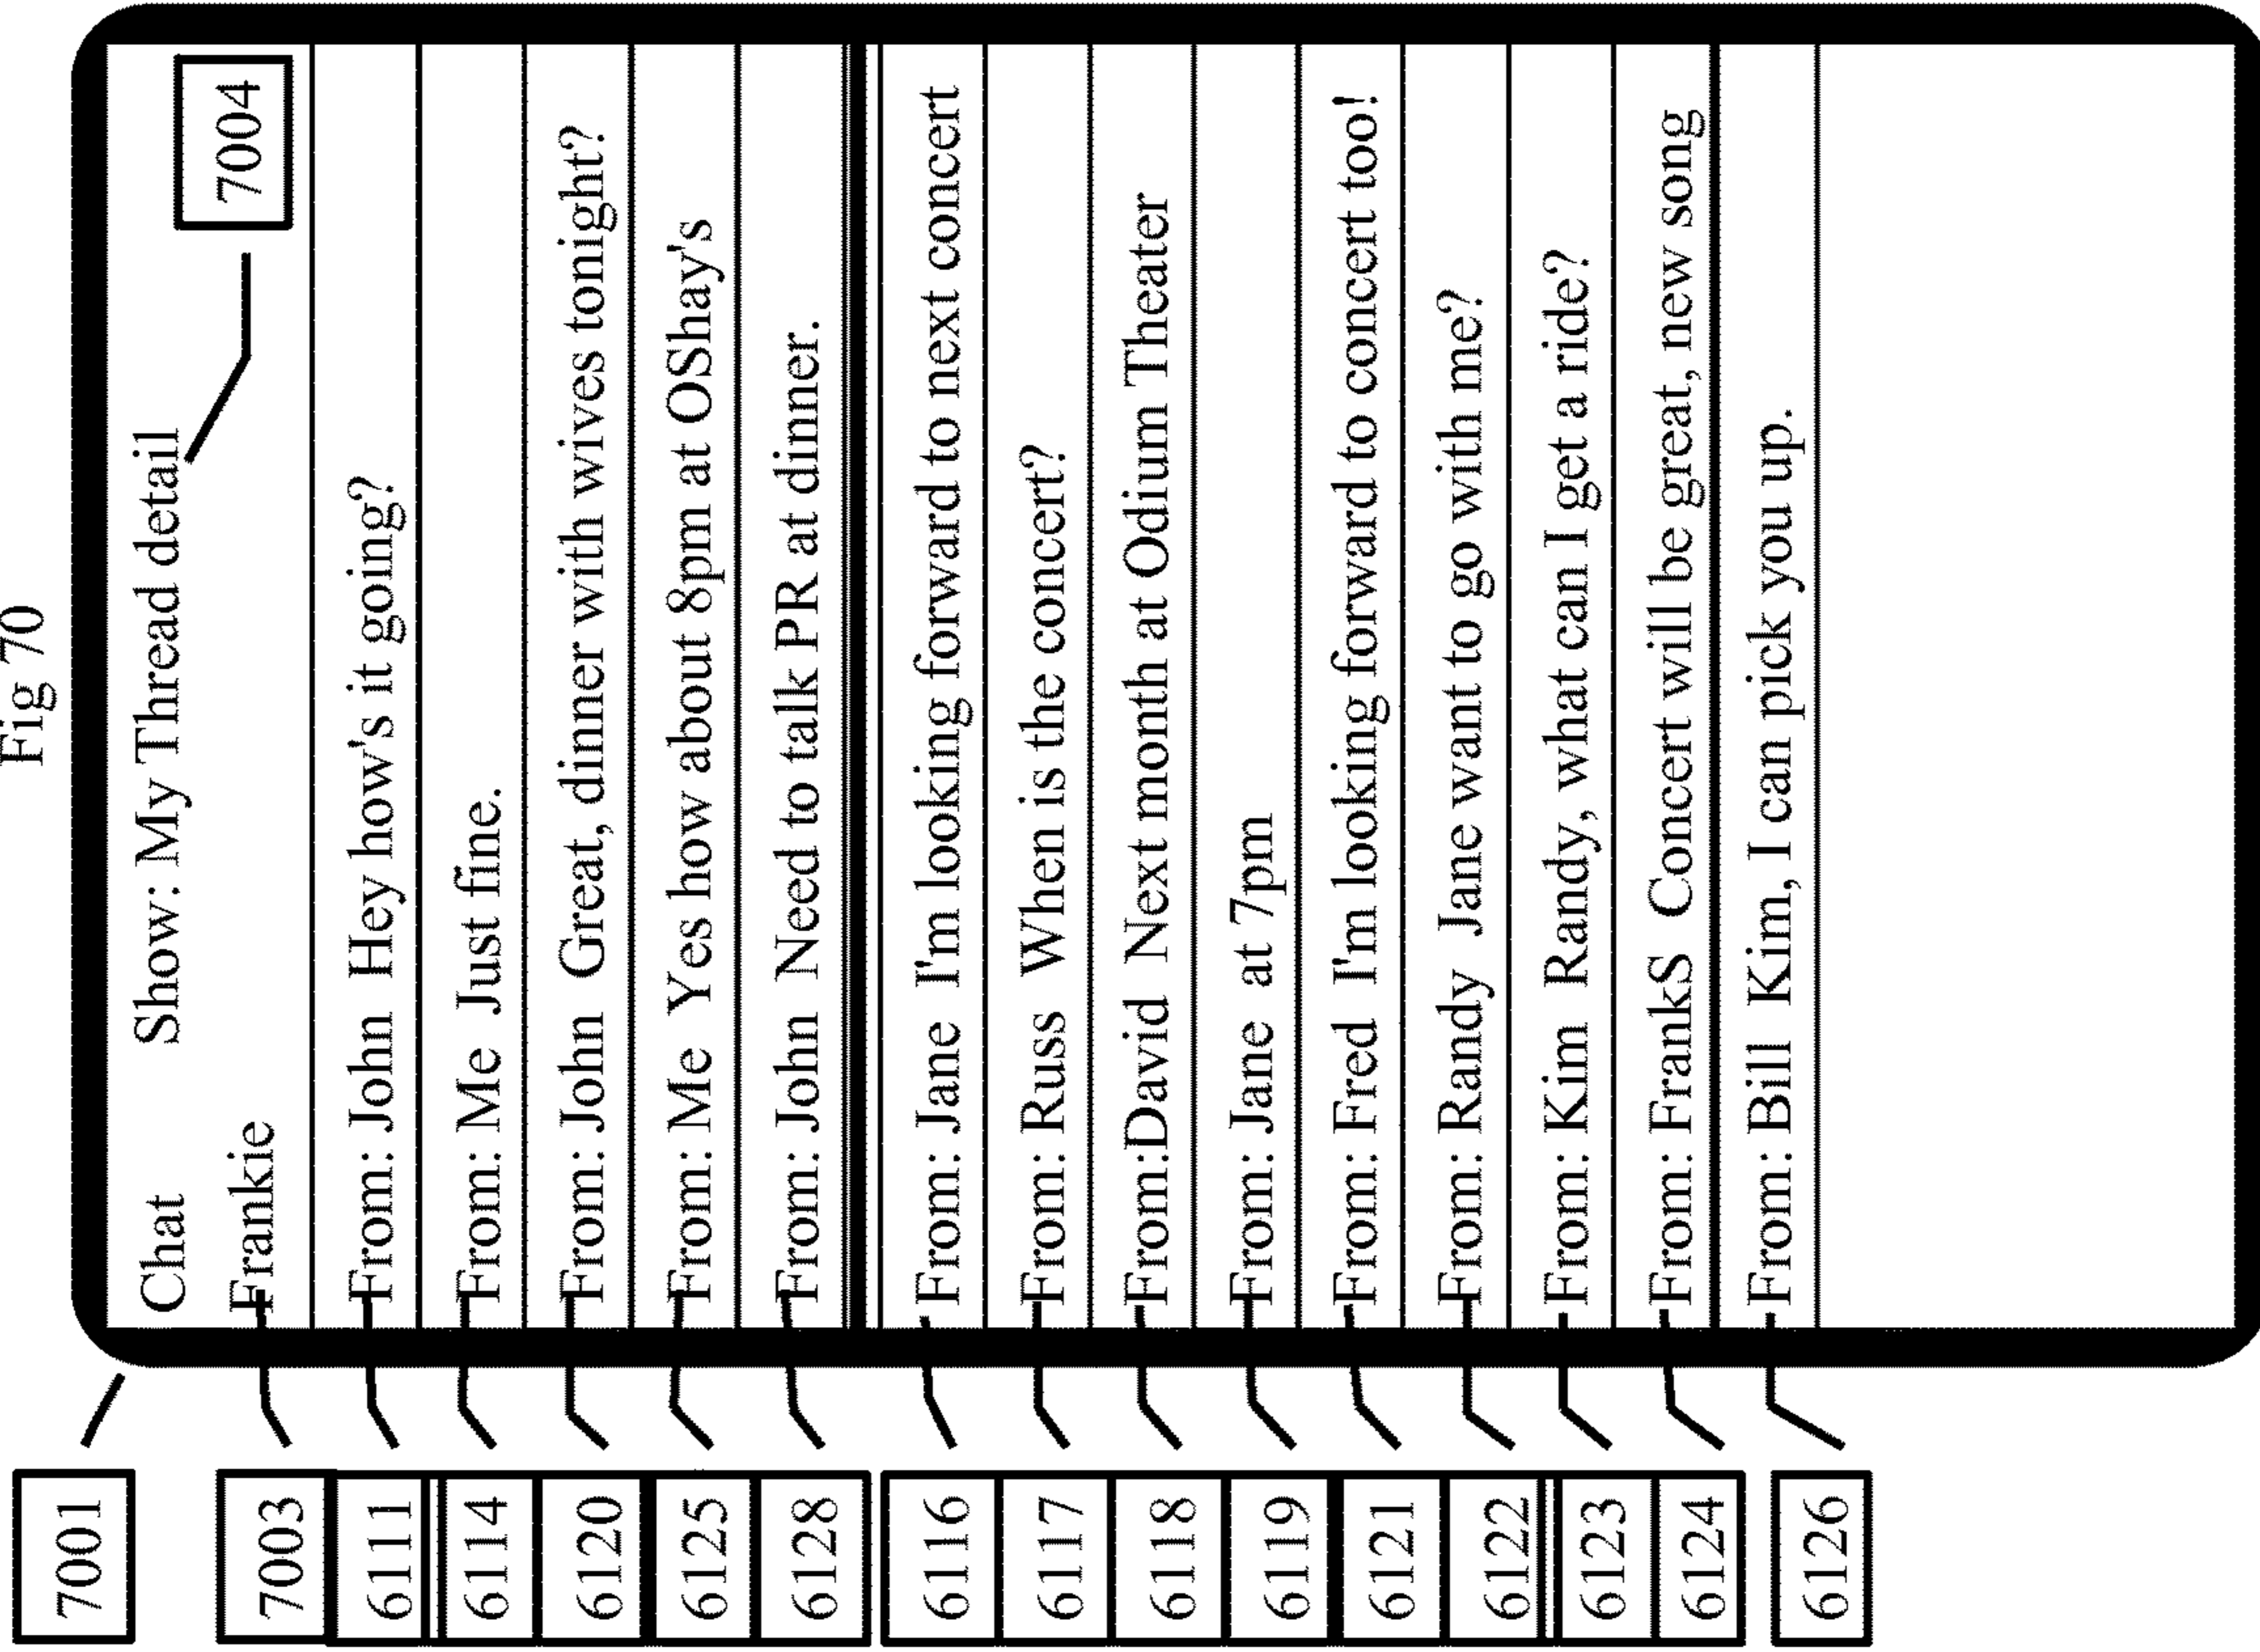 Fig 70
7001
Chat Show: My Thread detail
7004
7003 Frankie
6111 From: John Hey how's it going?
6114 From: Me Just fine.
6120 From: John Great, dinner with wives tonight?
6125 From: Me Yes how about 8pm at OShay's
6128 From: John Need to talk PR at dinner.
6116 From: Jane I'm looking forward to next concert
6117 From: Russ When is the concert?
6118 From:David Next month at Odium Theater
6119 From: Jane at 7pm
6121 From: Fred I'm looking forward to concert too!
6122 From: Randy Jane want to go with me?
6123 From: Kim Randy, what can I get a ride?
6124 From: FrankS Concert will be great, new song
6126 From: Bill Kim, I can pick you up.